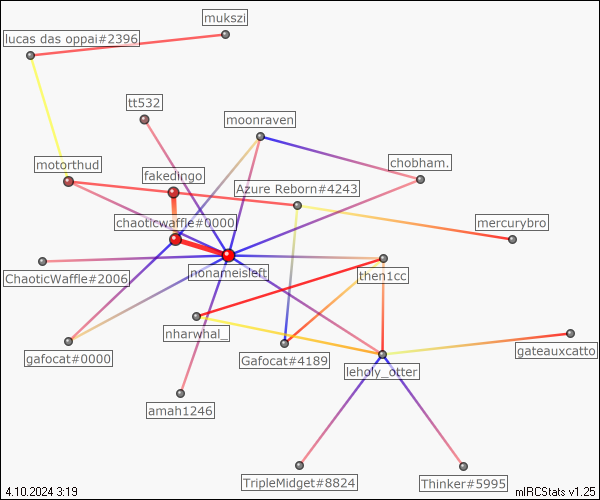 mukszi
lucas das oppai#2396
tt532
moonraven
chobham.
motorthud
fakedingo
Azure Reborn#4243
chaoticwaffle#0000
mercurybro
ChaoticWaffle#2006
nonameisleft
then1cc
nharwhal_
gafocat#0000
Gafocat#4189
gateauxcatto
leholy_otter
amah1246
TripleMidget#8824
Thinker#5995
4.10.2024 3:19
mIRCStats v1.25